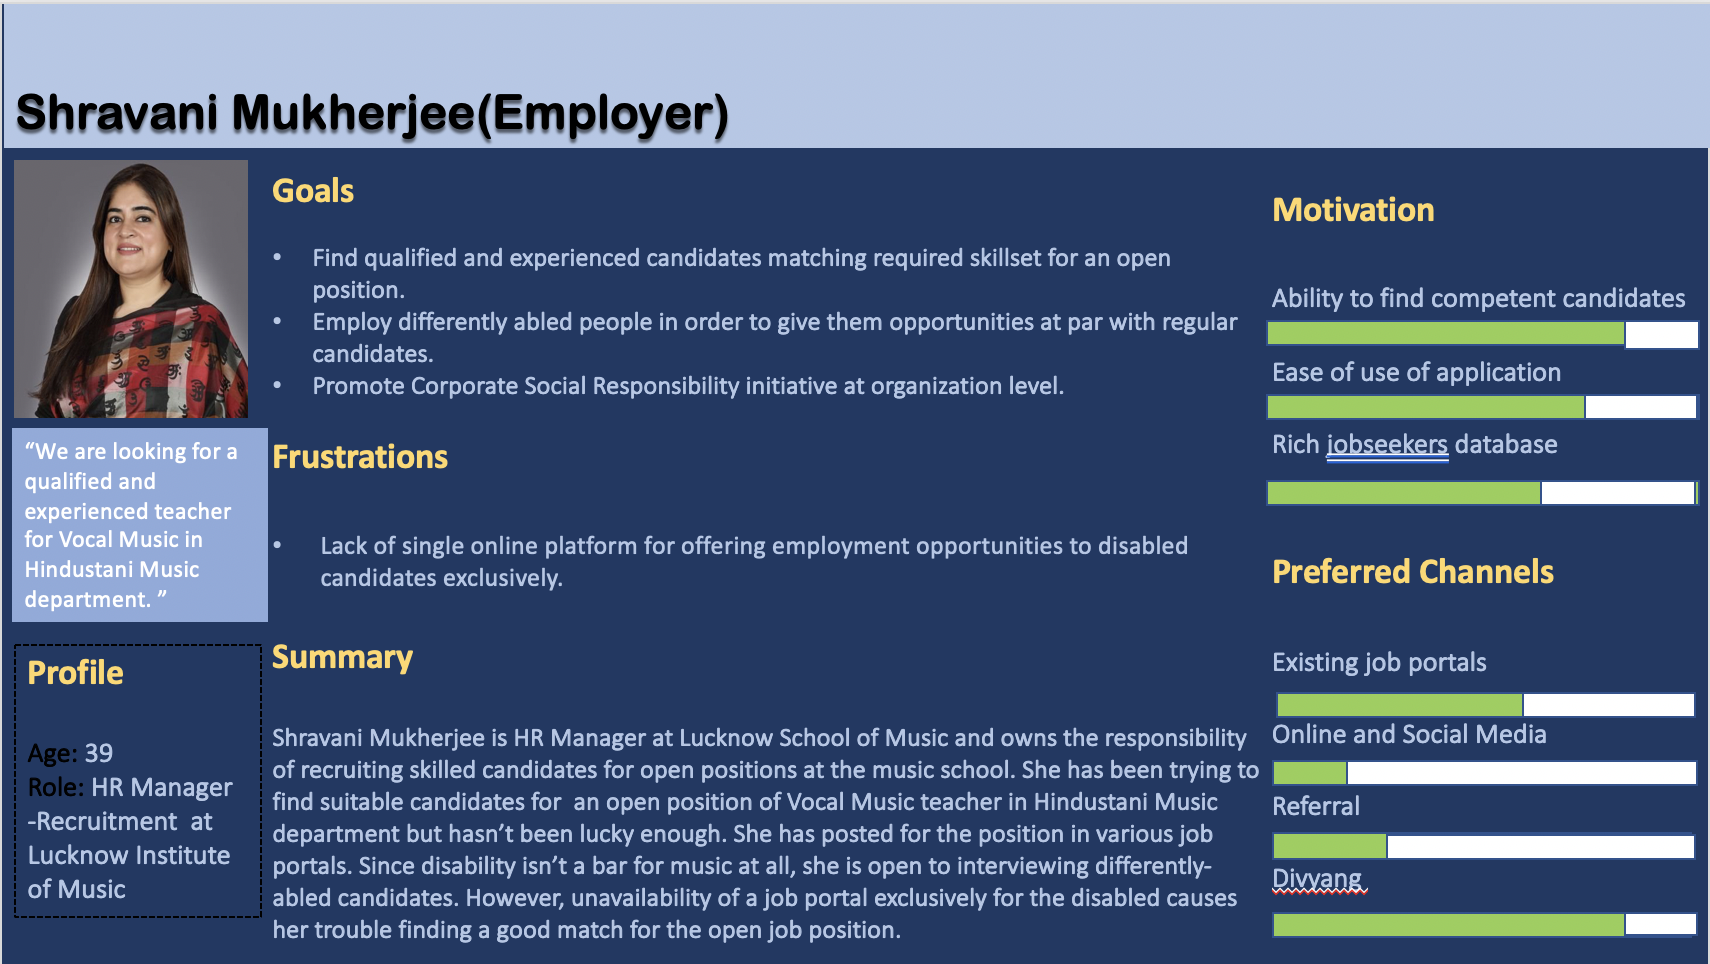 Shravani Mukherjee(Employer)
“We are looking for a
qualified and
experienced teacher
for Vocal Music in
Hindustani Music
department. ”
Profile
Age: 39
Role: HR Manager
-Recruitment  at
Lucknow Institute
of Music
Goals
• Find qualified and experienced candidates matching required skillset for an open
position.
• Employ differently abled people in order to give them opportunities at par with regular
candidates.
• Promote Corporate Social Responsibility initiative at organization level.
Frustrations
• Lack of single online platform for offering employment opportunities to disabled
candidates exclusively.
Summary
Shravani Mukherjee is HR Manager at Lucknow School of Music and owns the responsibility
of recruiting skilled candidates for open positions at the music school. She has been trying to
find suitable candidates for  an open position of Vocal Music teacher in Hindustani Music
department but hasn’t been lucky enough. She has posted for the position in various job
portals. Since disability isn’t a bar for music at all, she is open to interviewing differently-
abled candidates. However, unavailability of a job portal exclusively for the disabled causes
her trouble finding a good match for the open job position.
Motivation
Ability to find competent candidates
Ease of use of application
Rich jobseekers database
Preferred Channels
Existing job portals
Online and Social Media
Referral
Divyang